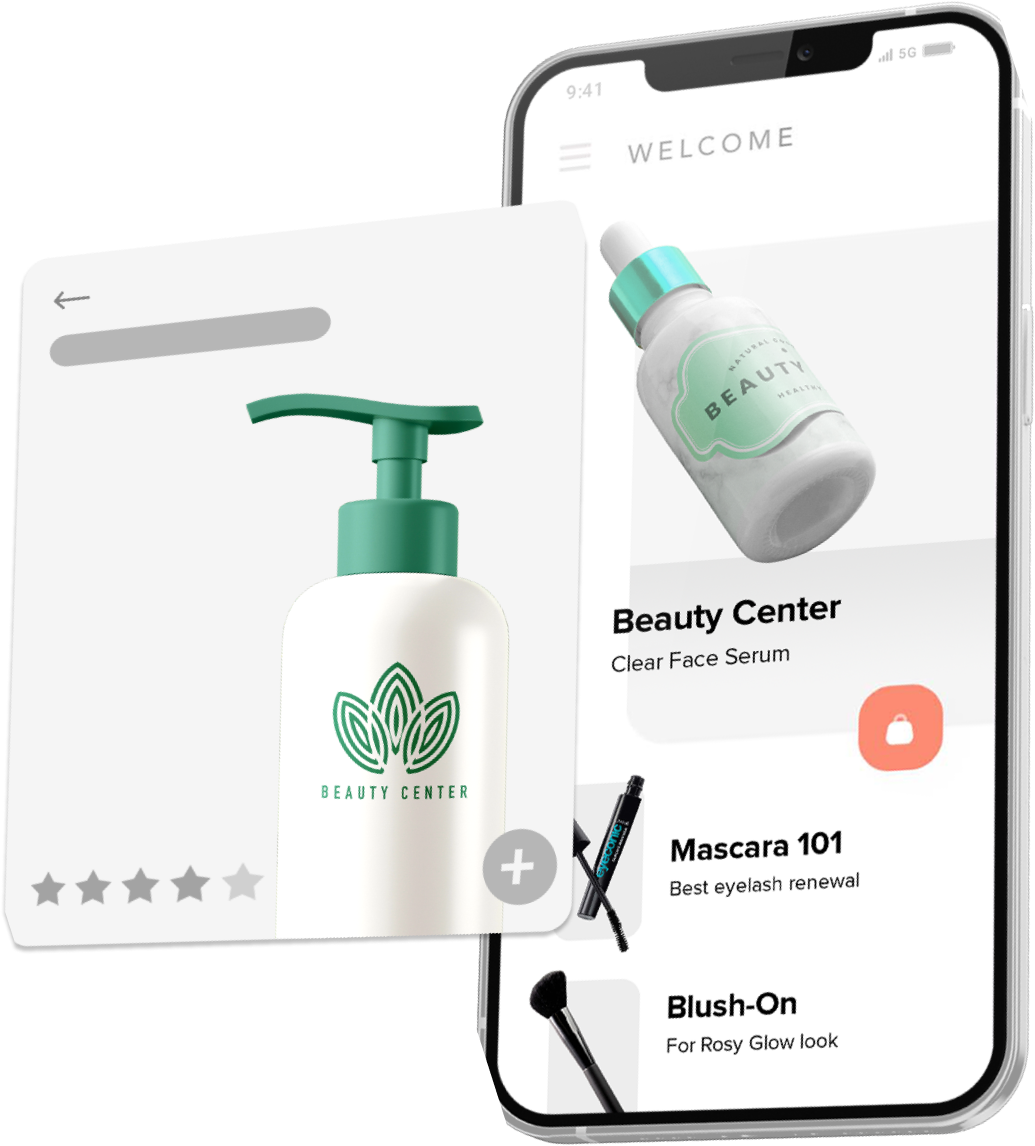 9:41
5G
WELCOME
NATURAL
BEAUTY
HEALTHY
Beauty Center
Clear Face Serum
BEAUTY CENTER
eyeconic
Mascara 101
Best eyelash renewal
Blush-On
For Rosy Glow look